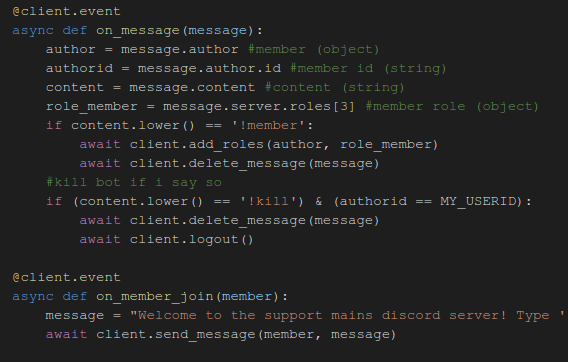 @client.event
async def on_message(message):
    author = message.author #member (object)
    authorid = message.author.id #member id (string)
    content = message.content #content (string)
    role_member = message.server.roles[3] #member role (object)
    if content.lower() == '!member':
        await client.add_roles(author, role_member)
        await client.delete_message(message)
    #kill bot if i say so
    if (content.lower() == '!kill') & (authorid == MY_USERID):
        await client.delete_message(message)
        await client.logout()

@client.event
async def on_member_join(member):
    message = "Welcome to the support mains discord server! Type '
    await client.send_message(member, message)